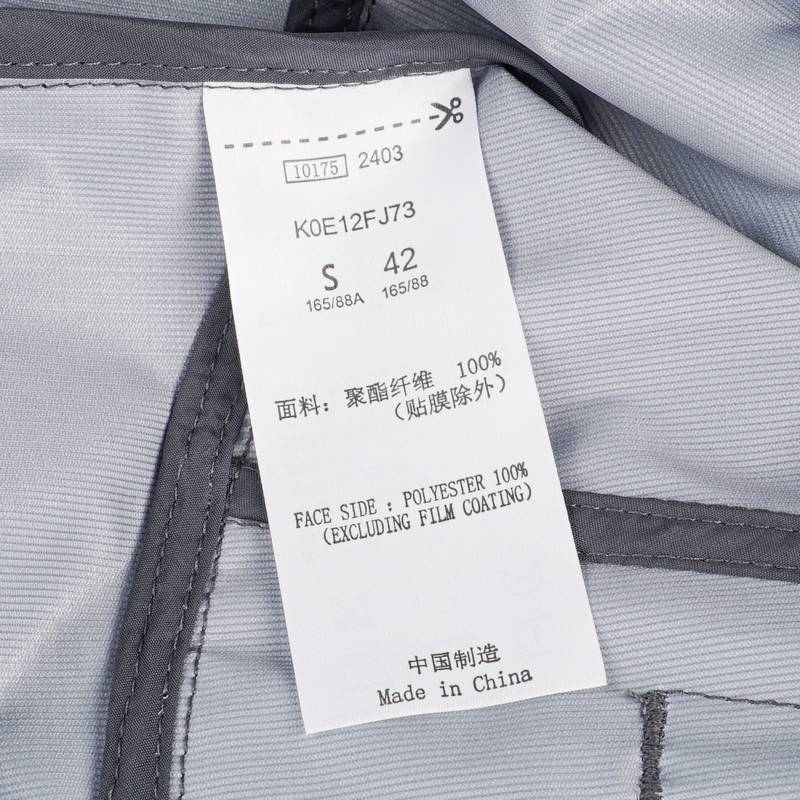 10175 2403
K0E12FJ73
S 42
165/88A 165/88
面料: 聚酯纤维 100%
(贴膜除外)
FACE SIDE : POLYESTER 100%
(EXCLUDING FILM COATING)
中国制造
Made in China